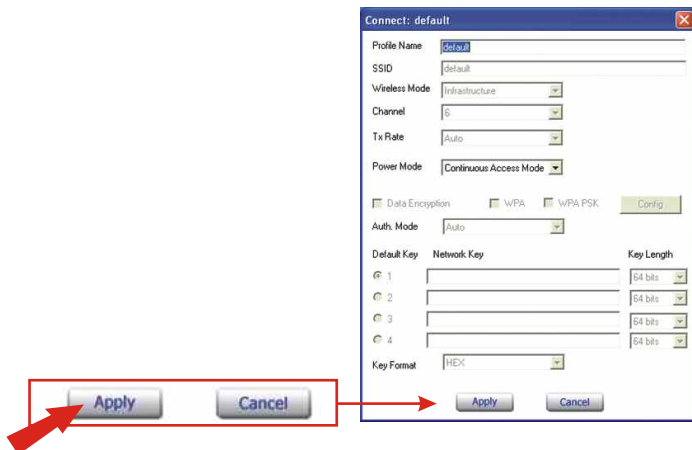 Connect: default
Profile Name default
SSID default
Wireless Mode Infrastructure
Channel 6
Tx Rate Auto
Power Mode Continuous Access Mode
Data Encryption WPA WPA PSK Config
Auth. Mode Auto
Default Key Network Key Key Length
1 64 bits
2 64 bits
3 64 bits
4 64 bits
Key Format HEX
Apply Cancel
Apply Cancel